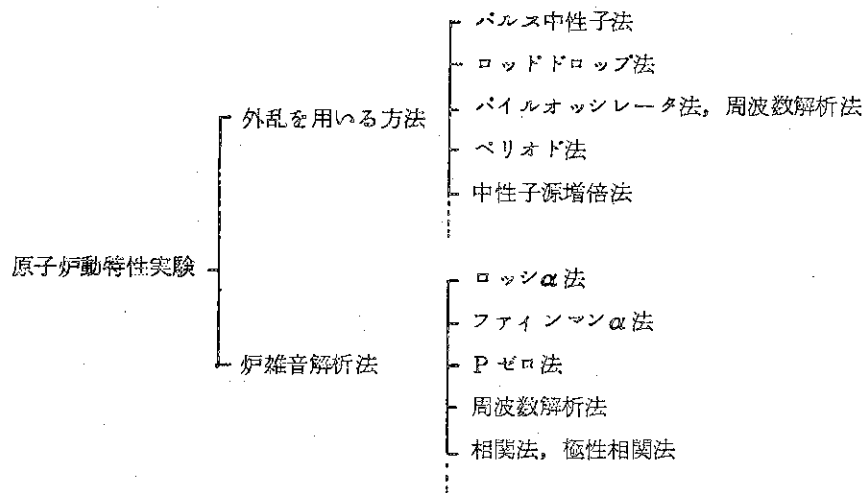 パルス中性子法
ロッドドロップ法
外乱を用いる方法
パイルオッシレータ法，周波数解析法
ペリオド法
中性子源増倍法
原子炉動特性実験
ロッシα法
ファインマンα法
炉雑音解析法
Pゼロ法
周波数解析法
相関法，極性相関法